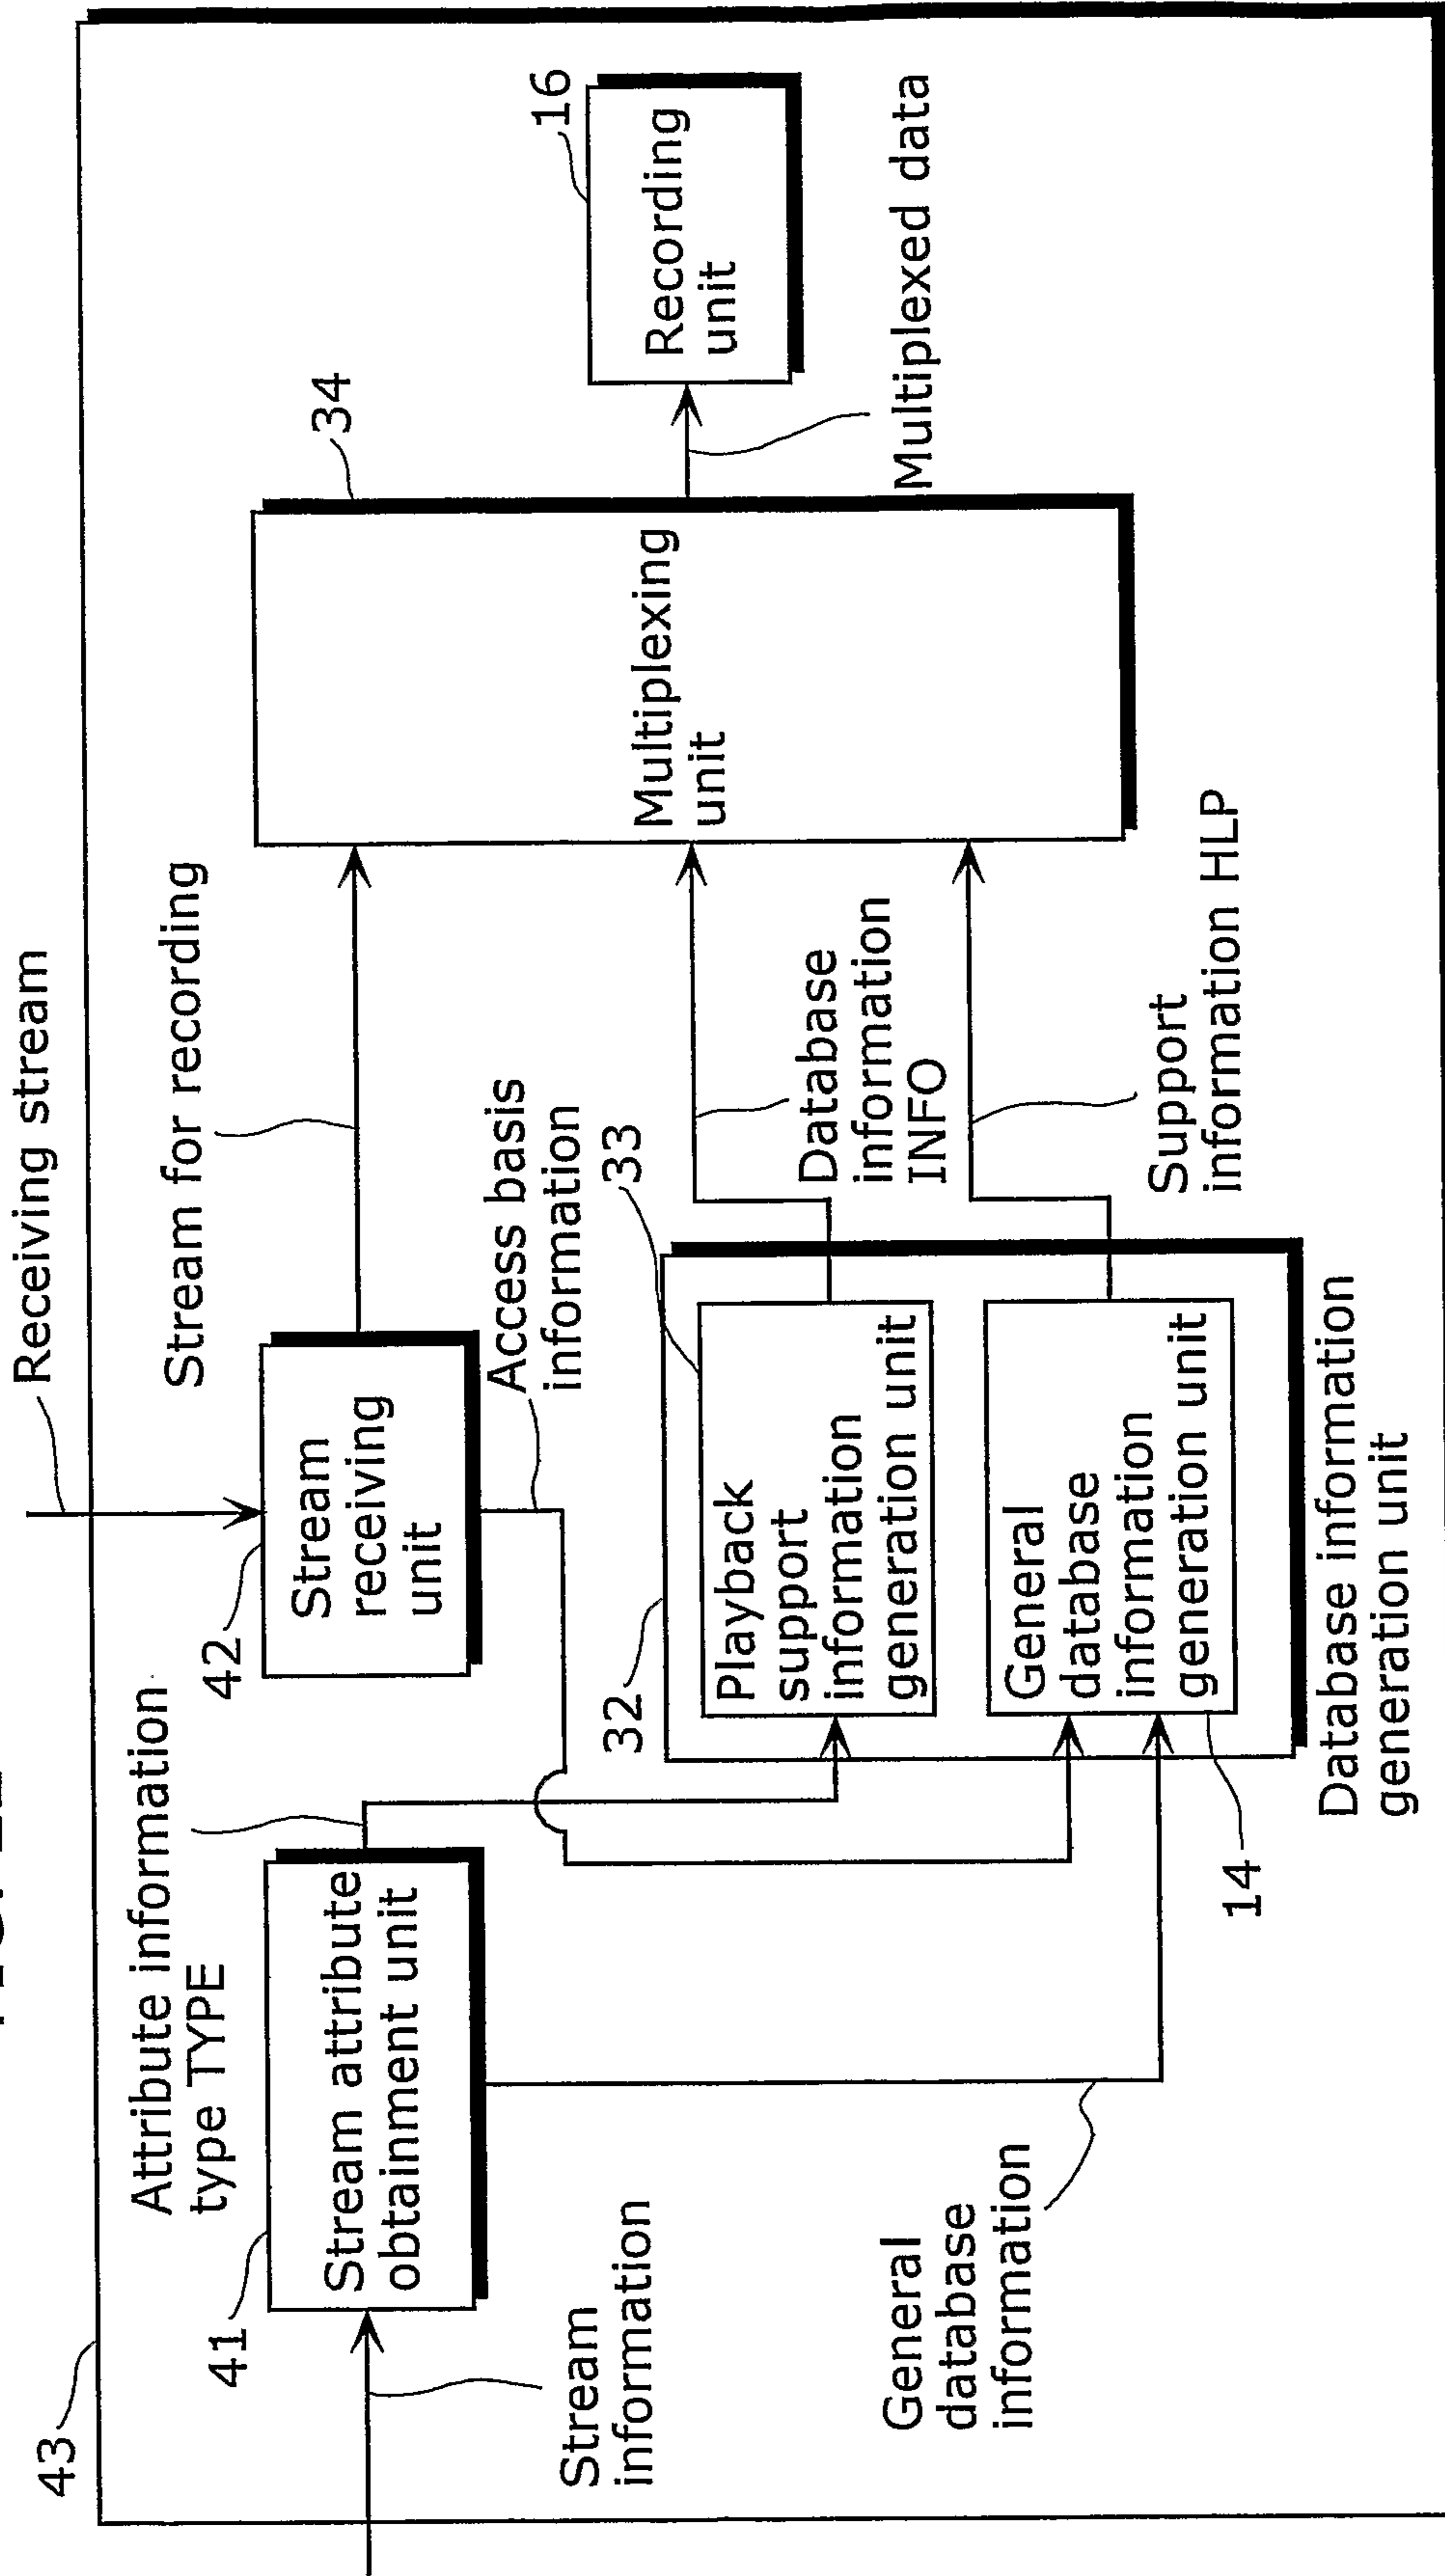 Receiving stream
43
Attribute information
type TYPE
42
Stream
receiving
unit
Stream for recording
41
Stream attribute
obtainment unit
Access basis
information
34
Multiplexing
unit
16
Recording
unit
Multiplexed data
Stream
information
32
33
Playback
support
information
generation unit
Database
information
INFO
General
database
information
General
database
information
generation unit
Support
information HLP
14
Database information
generation unit